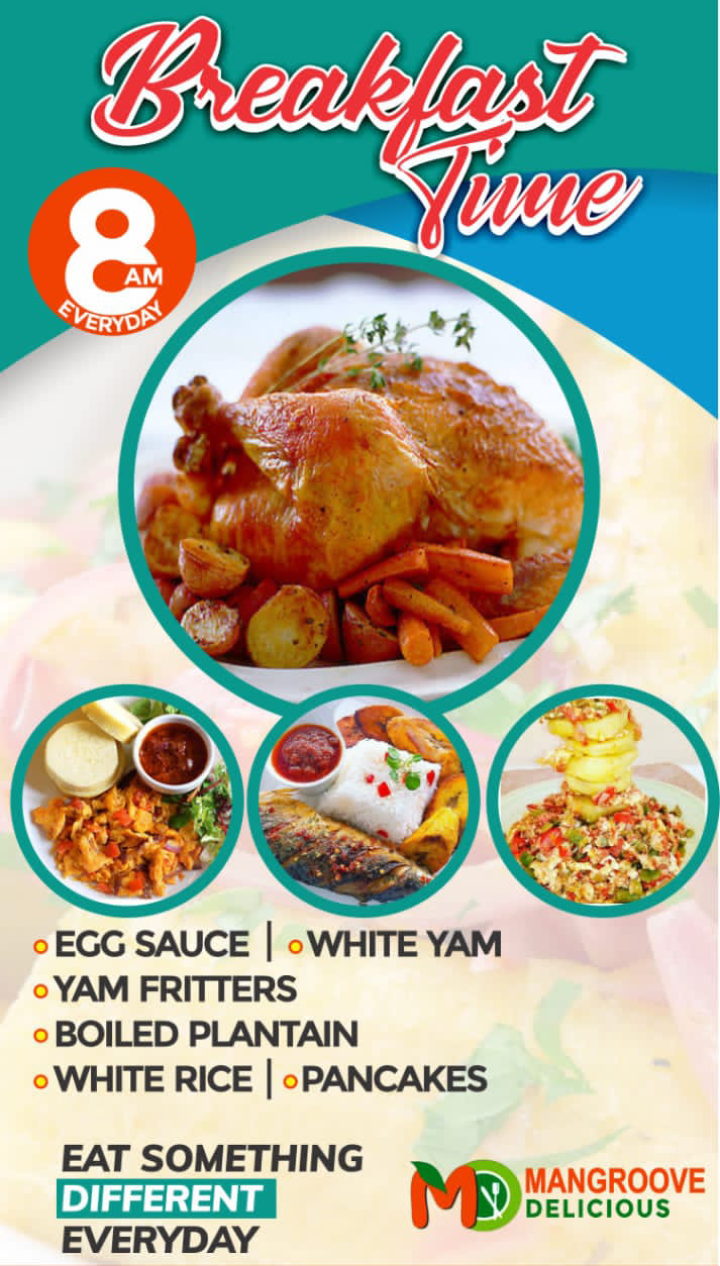 Breakfast
Time
8
AM
EVERYDAY
EGG SAUCE | WHITE YAM
YAM FRITTERS
BOILED PLANTAIN
WHITE RICE | PANCAKES
EAT SOMETHING
DIFFERENT
EVERYDAY
M
MANGROOVE
DELICIOUS